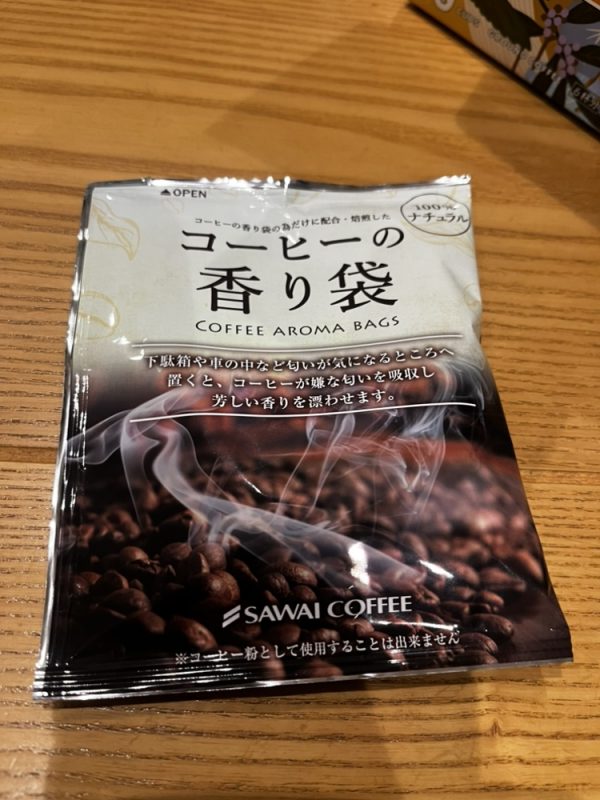 ▲OPEN
コーヒーの香り袋の為だけに配合・焙煎した
100%
ナチュラル
コーヒーの
香り袋
COFFEE AROMA BAGS
下駄箱や車の中など匂いが気になるところへ
置くと、コーヒーが嫌な匂いを吸収し
芳しい香りを漂わせます。
SAWAI COFFEE
※コーヒー粉として使用することは出来ません